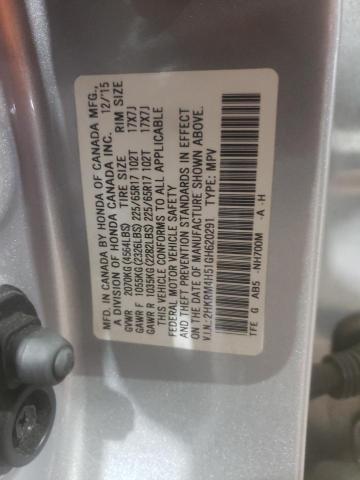 MFD. IN CANADA BY HONDA OF CANADA MFG.,
A DIVISION OF HONDA CANADA INC. 12/'15
GVWR 2070KG(4564LBS) TIRE SIZE RIM SIZE
GAWR F 1055KG(2326LBS) 225/65R17 102T 17X7J
GAWR R 1035KG(2282LBS) 225/65R17 102T 17X7J
THIS VEHICLE CONFORMS TO ALL APPLICABLE
FEDERAL MOTOR VEHICLE SAFETY, BUMPER,
AND THEFT PREVENTION STANDARDS IN EFFECT
ON THE DATE OF MANUFACTURE SHOWN ABOVE.
V.I.N.:2HKRM4H51GH620291 TYPE: MPV
TFE G AB5 -NH700M -A -H